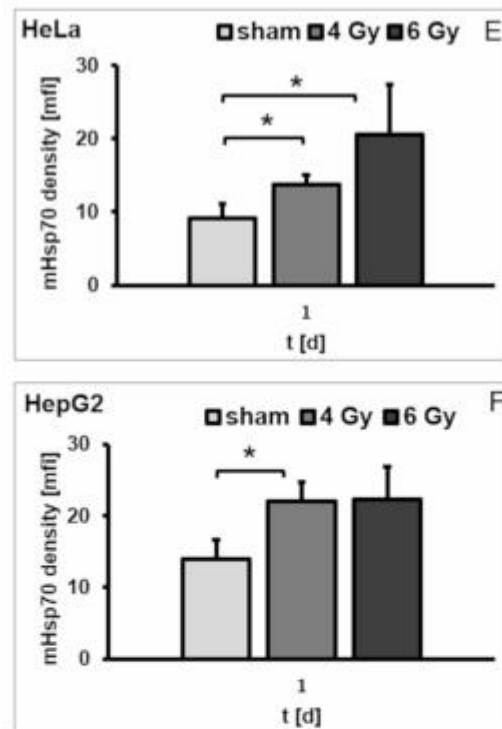 HeLa
sham 4 Gy 6 Gy
E
mHsp70 density [mfi]
30
20
10
0
*
*
1
t [d]
HepG2
sham 4 Gy 6 Gy
F
mHsp70 density [mfi]
30
20
10
0
*
1
t [d]